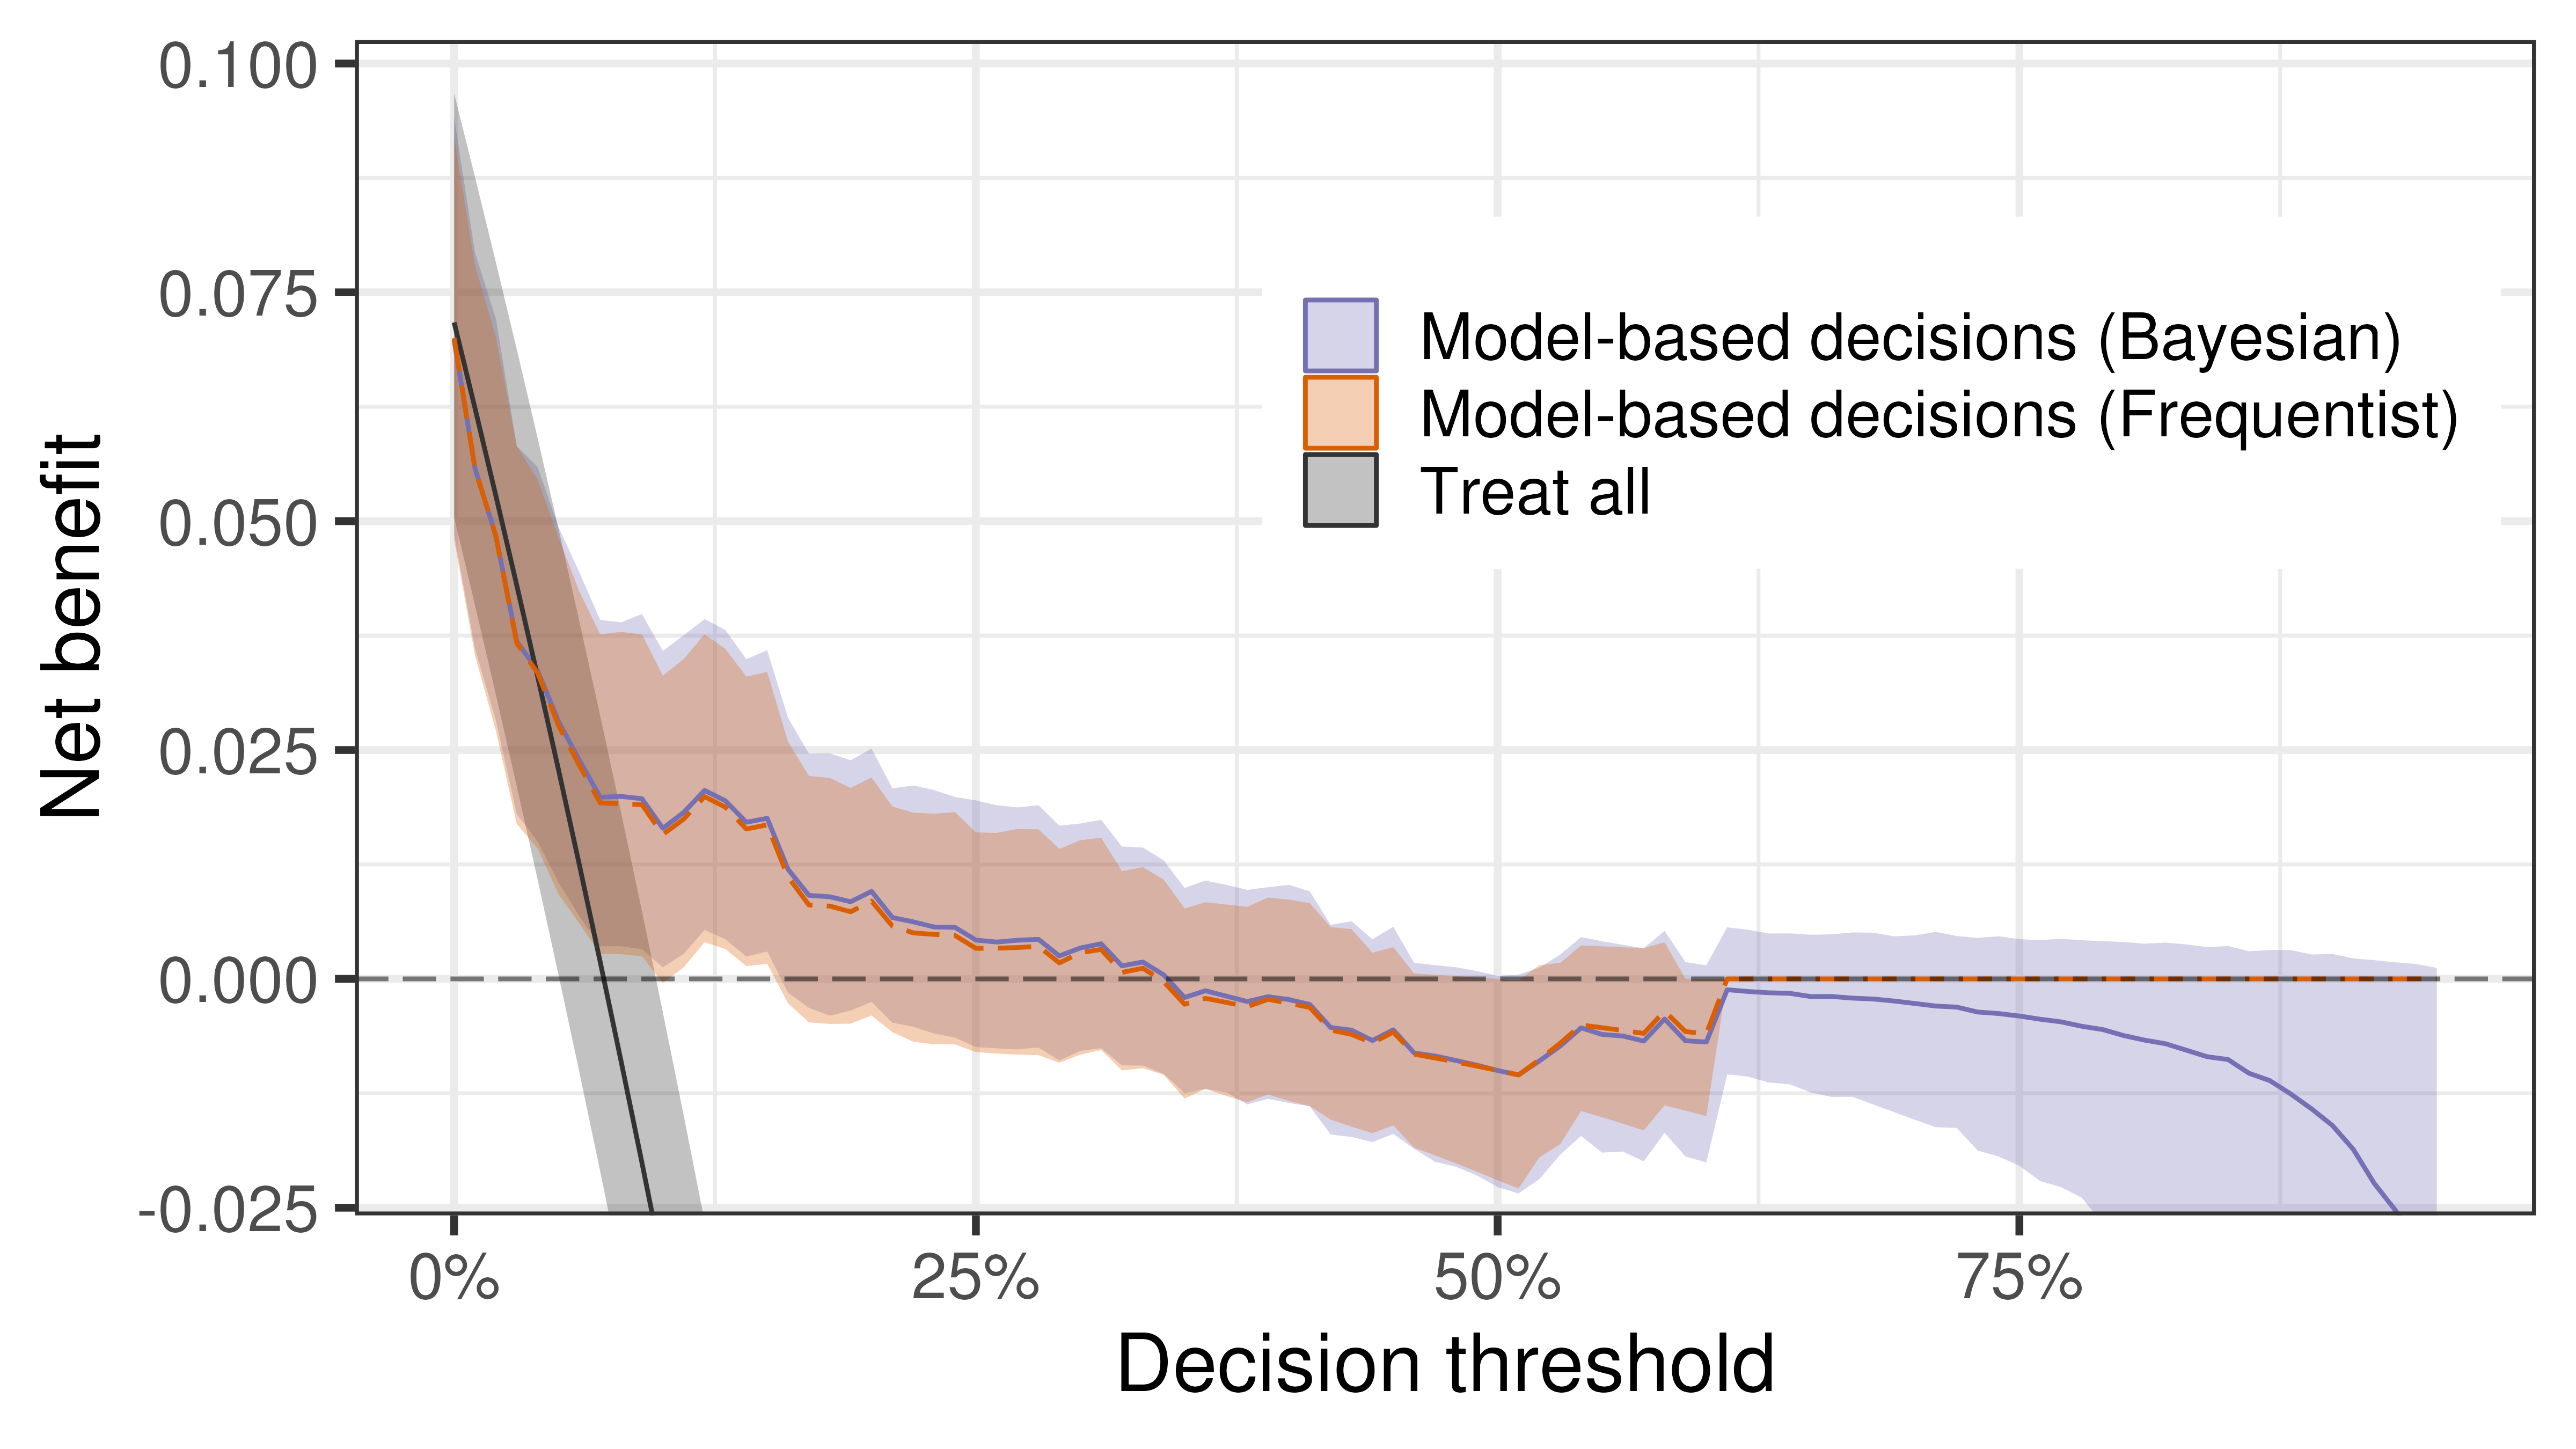 0.100
0.075
0.050
0.025
0.000
-0.025
Net benefit
Model-based decisions (Bayesian)
Model-based decisions (Frequentist)
Treat all
0%
25%
50%
75%
Decision threshold